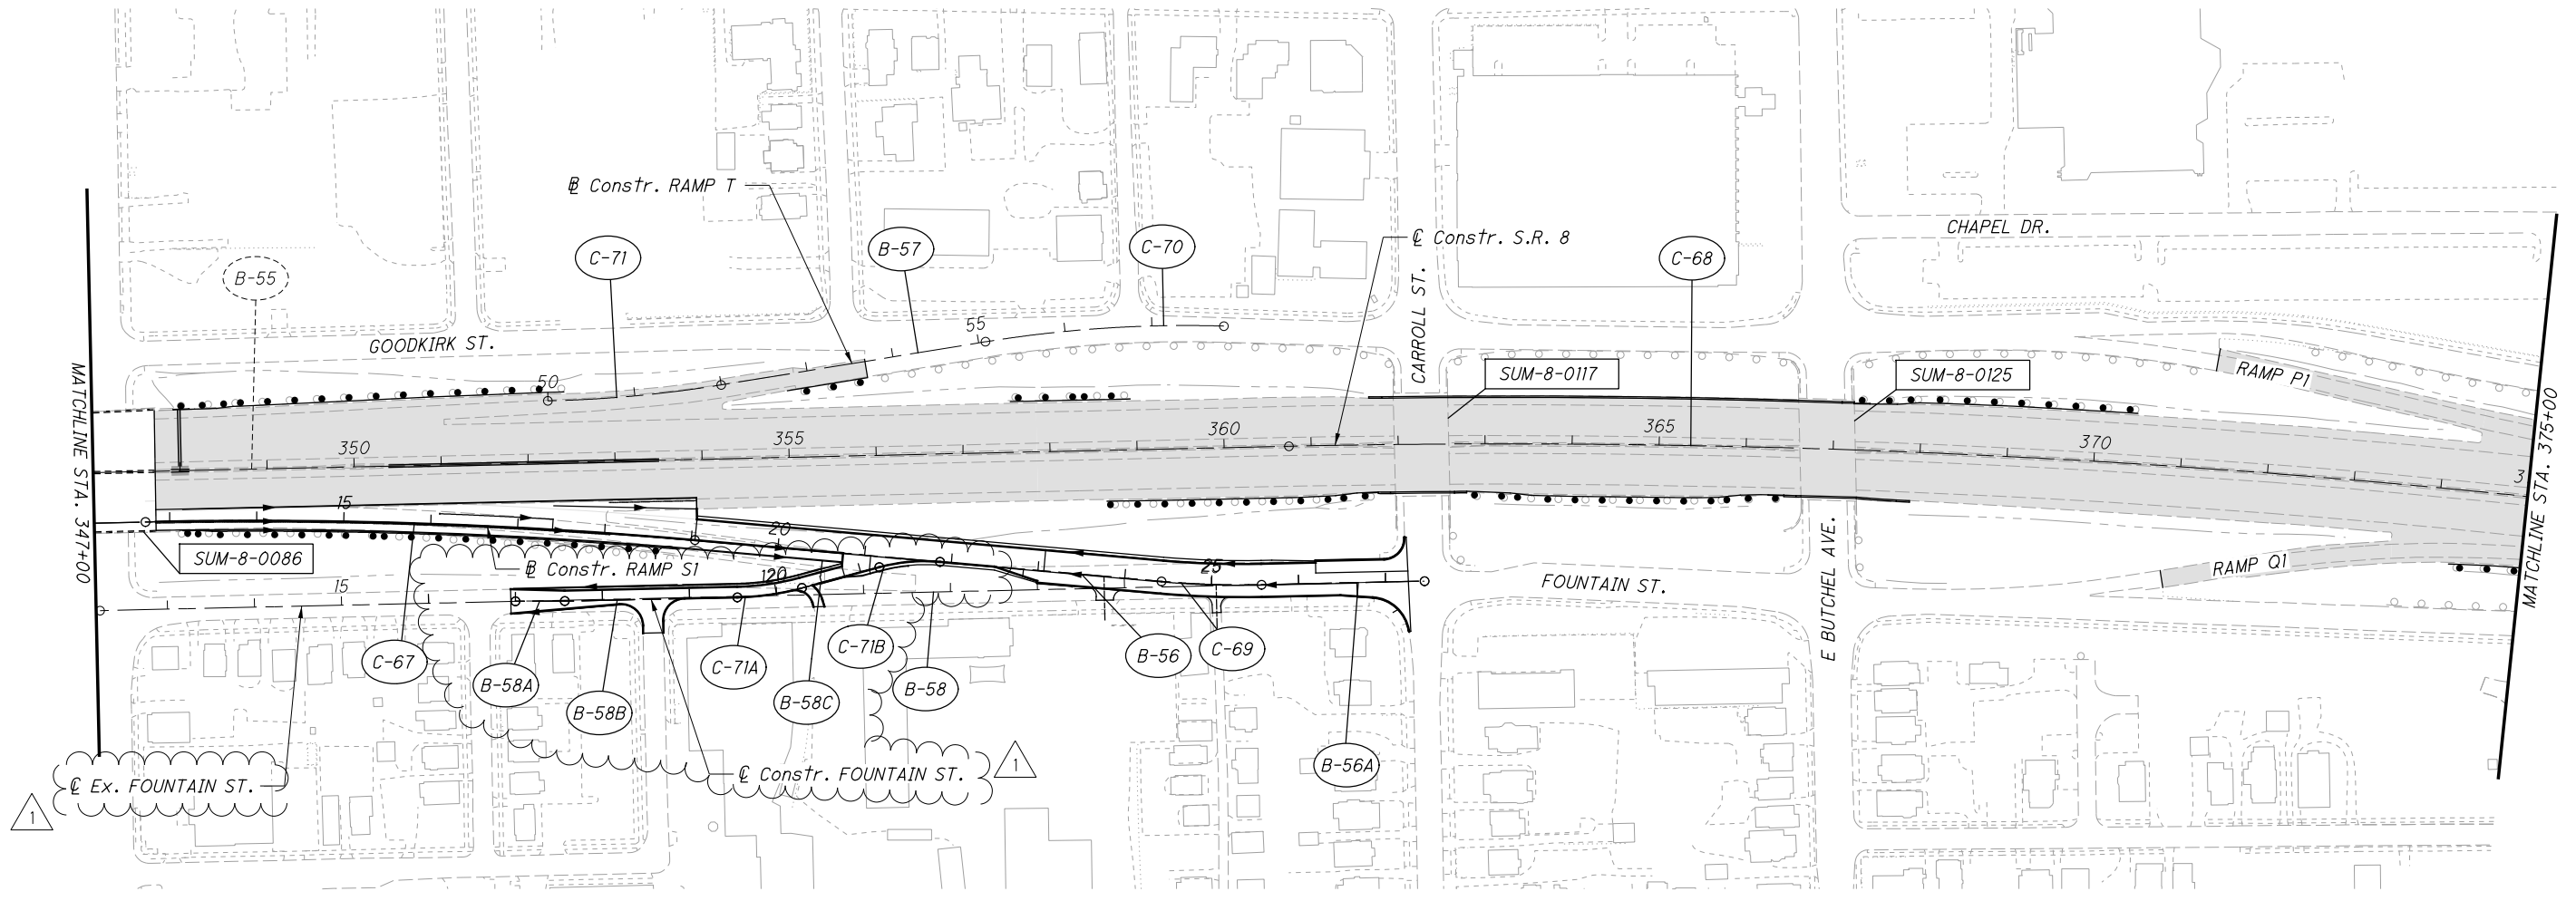 ℄ Constr. RAMP T
B-57
C-70
℄ Constr. S.R. 8
C-71
C-68
CHAPEL DR.
B-55
GOODKIRK ST.
55
CARROLL ST.
SUM-8-0117
SUM-8-0125
RAMP P1
50
MATCHLINE STA. 347+00
MATCHLINE STA. 375+00
350
355
360
365
370
3
15
20
SUM-8-0086
℄ Constr. RAMP S1
120
25
FOUNTAIN ST.
E BUTCHEL AVE.
RAMP Q1
15
C-67
B-58A
B-58B
C-71A
B-58C
C-71B
B-58
B-56
C-69
B-56A
℄ Ex. FOUNTAIN ST.
1
℄ Constr. FOUNTAIN ST.
1